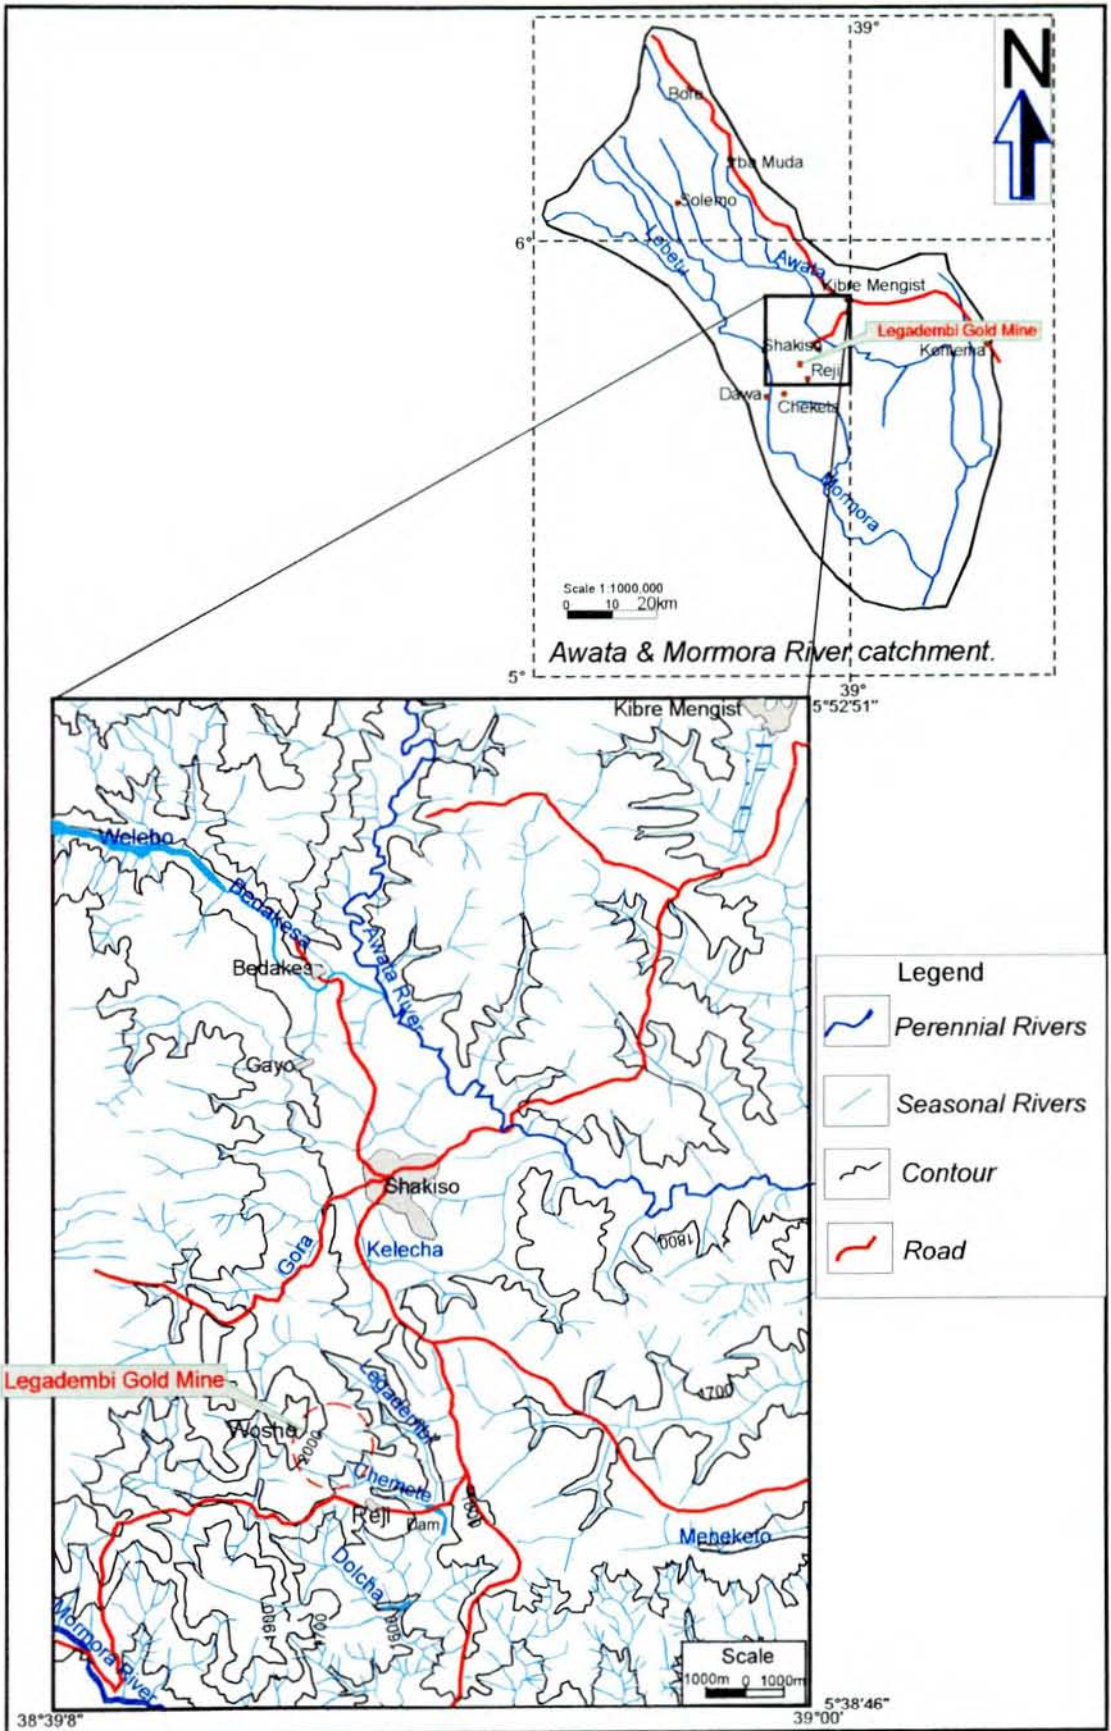 39°
N
Bore
Irba Muda
Solemo
6°
Lebetu
Awata
Kibre Mengist
Legadembi Gold Mine
Shakiso
Reji
Dawa
Mormora
Scale 1:1000,000
0 10 20km
Awata & Mormora River catchment.
5°
39°
5°52'51"
Kibre Mengist
Welebo
Bedakesa
Awata River
Gayo
Shakiso
Gora
Kelecha
1800
Legadembi Gold Mine
Legadembi
1700
Wosho
2000
Chemete
Reji
Dam
1800
Meneketo
Dolcha
1900
1700
1600
Mormora River
Scale
1000m 0 1000m
38°39'8"
5°38'46"
39°00'
Legend
Perennial Rivers
Seasonal Rivers
Contour
Road